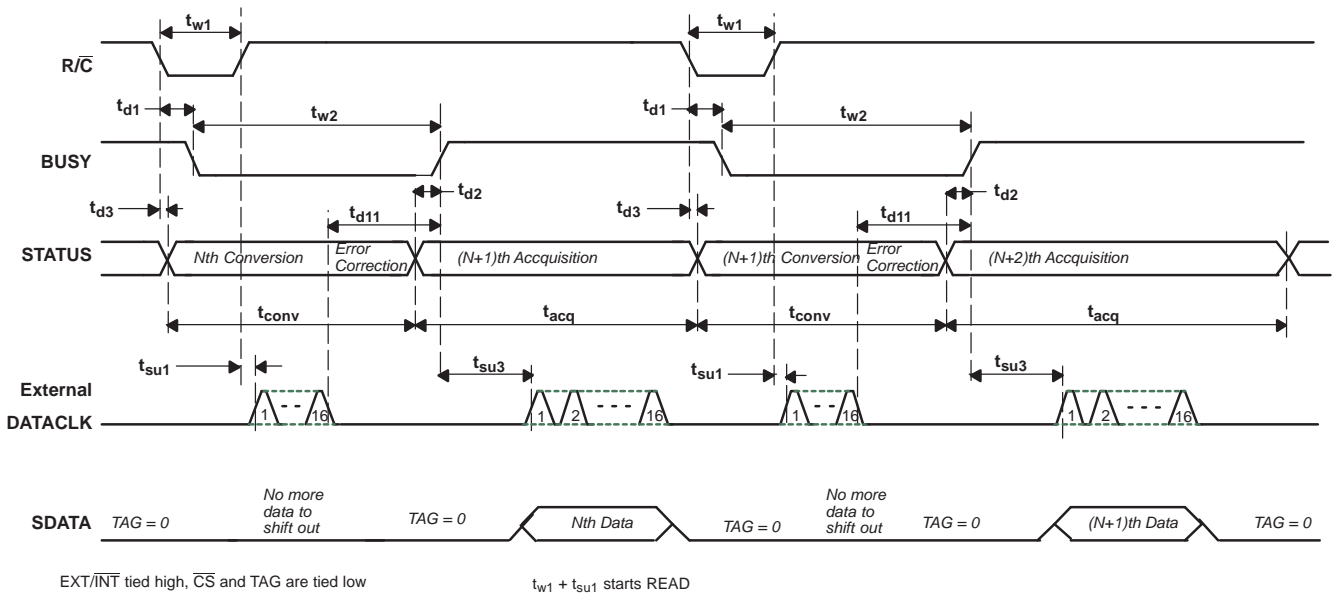 tw1 tw1
R/C
td1 tw2 td1 tw2
BUSY
td2 td2
td3 td11 td3 td11
STATUS Nth Conversion Error Correction (N+1)th Accquisition (N+1)th Conversion Error Correction (N+2)th Acquisition
tconv tacq tconv tacq
tsu1 tsu3 tsu1 tsu3
External
DATACLK 1 - - 16 1 2 - - - 16 1 - - 16 1 2 - - - 16
No more data to shift out No more data to shift out
SDATA TAG = 0 TAG = 0 Nth Data TAG = 0 TAG = 0 (N+1)th Data TAG = 0
EXT/INT tied high, CS and TAG are tied low tw1 + tsu1 starts READ